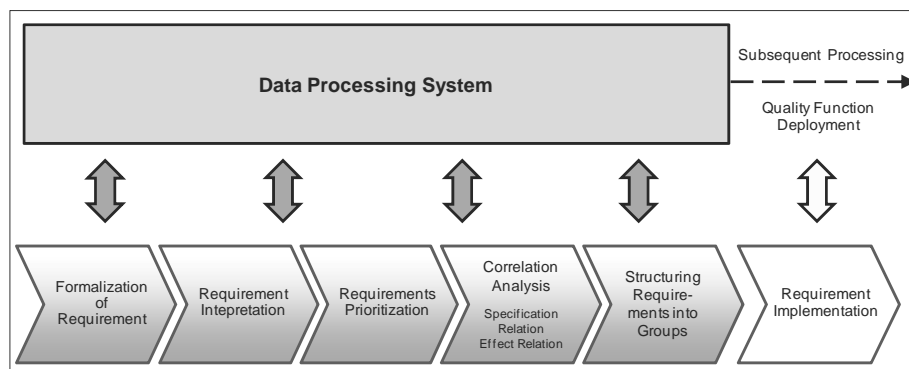 Data Processing System
Subsequent Processing
Quality Function
Deployment
Formalization
of
Requirement
Requirement
Intepretation
Requirements
Prioritization
Correlation
Analysis
Specification
Relation
Effect Relation
Structuring
Require-
ments into
Groups
Requirement
Implementation